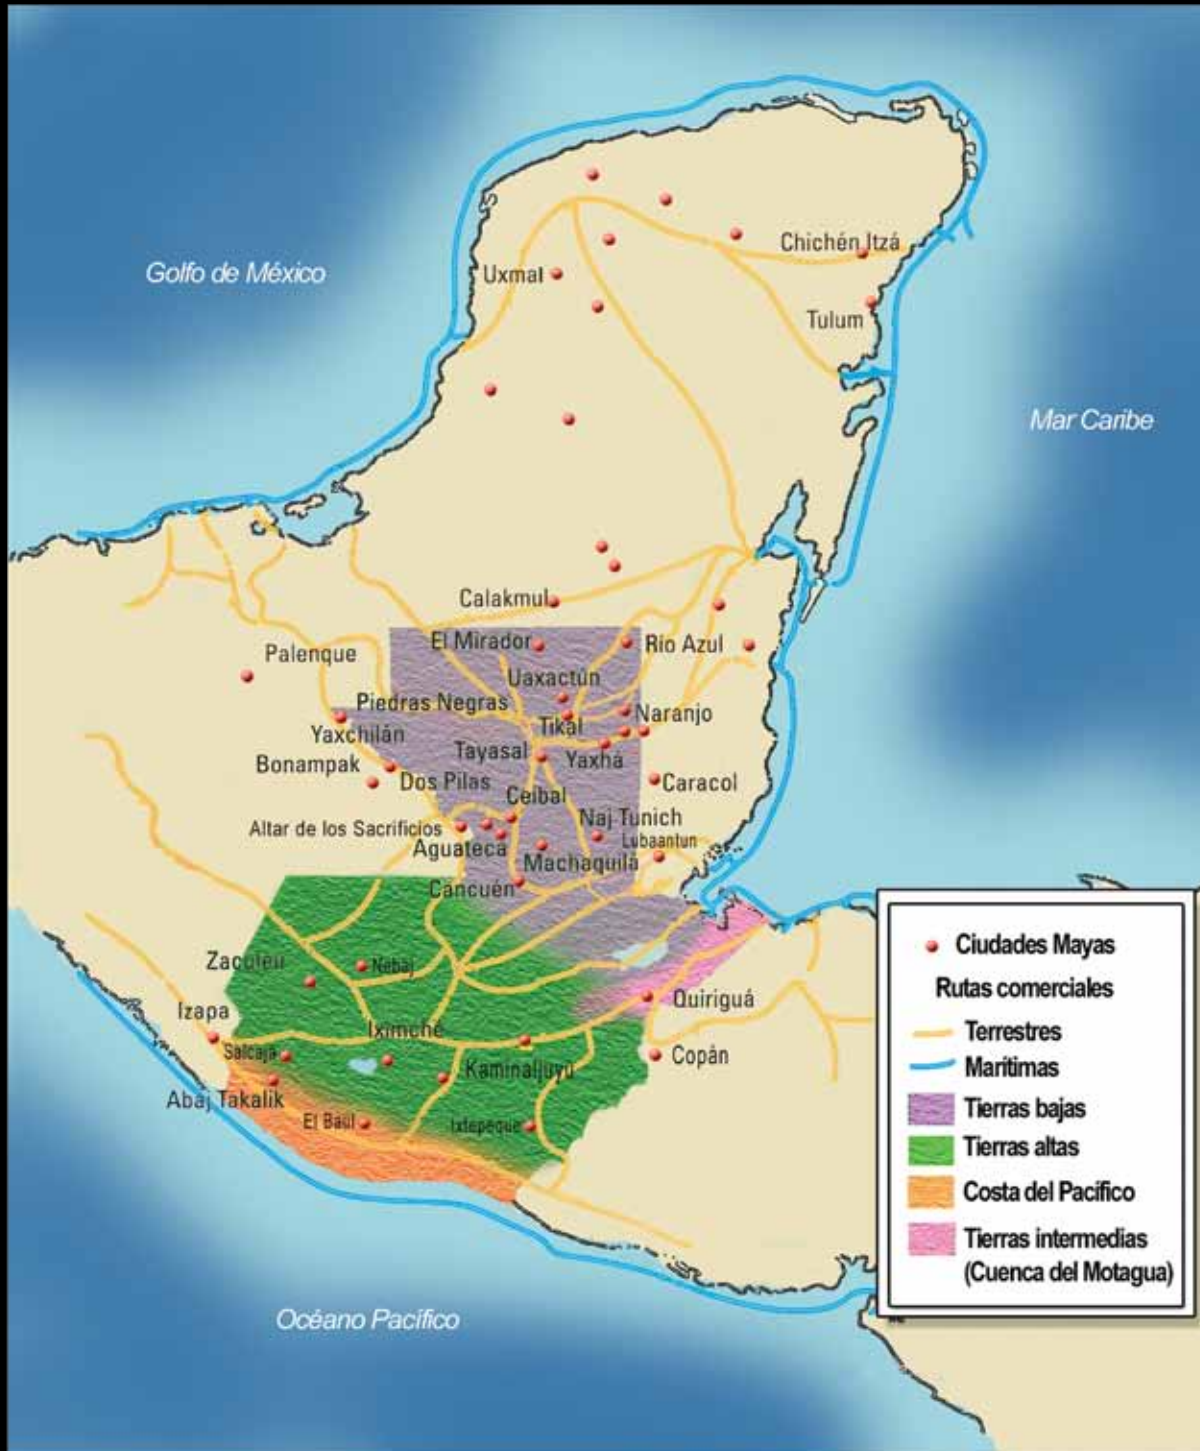 Golfo de México
Chichén Itzá
Uxmal
Tulum
Mar Caribe
Calakmul
El Mirador
Río Azul
Palenque
Uaxactún
Piedras Negras
Naranjo
Tikal
Yaxchilán
Tayasal
Yaxhá
Bonampak
Dos Pilas
Caracol
Ceibal
Naj Tunich
Altar de los Sacrificios
Lubaantun
Aguateca
Machaquilá
Cancuén
Zaculeu
Nebaj
Quiriguá
Izapa
Iximché
Salcajá
Copán
Kaminaljuyú
Abaj Takalik
El Baúl
Ixtepeque
Océano Pacífico
Ciudades Mayas
Rutas comerciales
Terrestres
Marítimas
Tierras bajas
Tierras altas
Costa del Pacífico
Tierras intermedias
(Cuenca del Motagua)